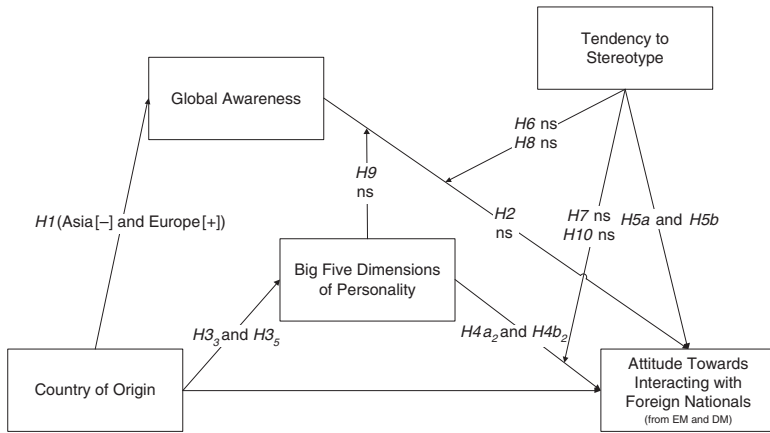 Tendency to
Stereotype
Global Awareness
H6 ns
H8 ns
H9
ns
H2
ns
H7 ns
H10 ns
H5a and H5b
H1(Asia[–] and Europe[+])
Big Five Dimensions
of Personality
H3₃ and H3₅
H4a₂ and H4b₂
Country of Origin
Attitude Towards
Interacting with
Foreign Nationals
(from EM and DM)